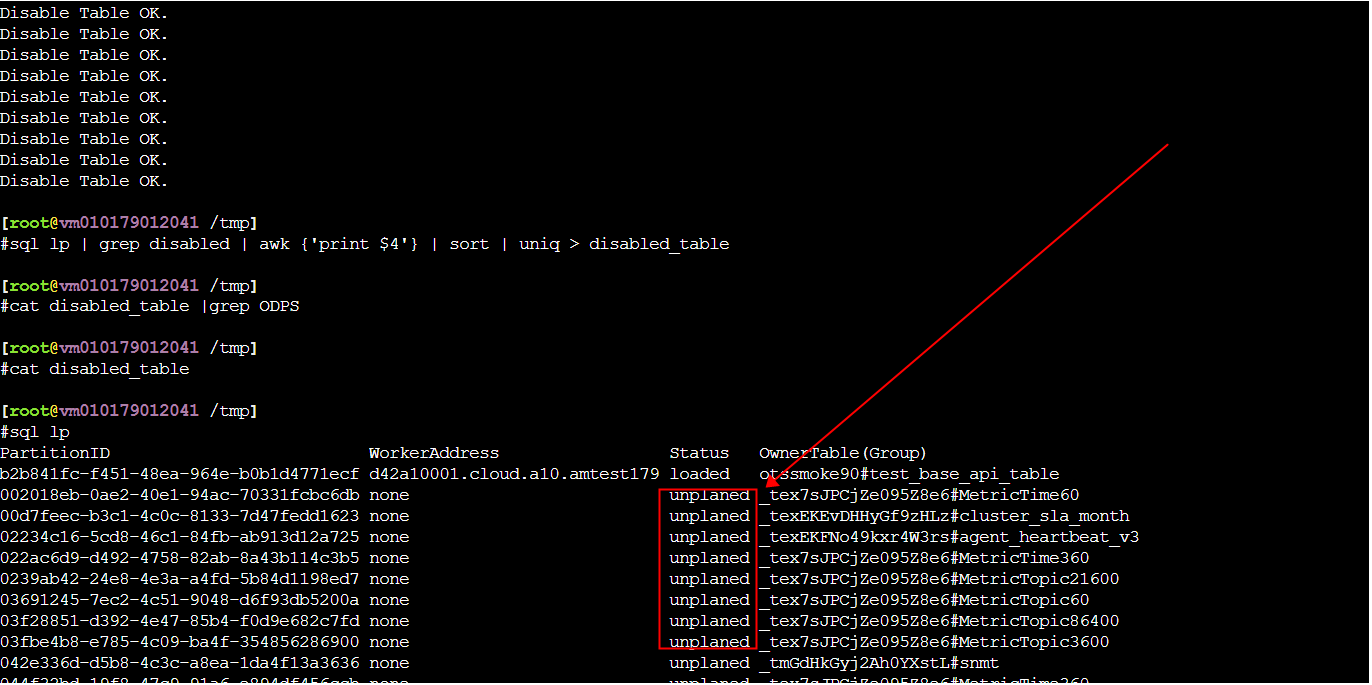 Disable Table OK.
Disable Table OK.
Disable Table OK.
Disable Table OK.
Disable Table OK.
Disable Table OK.
Disable Table OK.
Disable Table OK.
Disable Table OK.
[root@vm010179012041 /tmp]
#sql lp | grep disabled | awk {'print $4'} | sort | uniq > disabled_table
[root@vm010179012041 /tmp]
#cat disabled_table |grep ODPS
[root@vm010179012041 /tmp]
#cat disabled_table
[root@vm010179012041 /tmp]
#sql lp
PartitionID WorkerAddress Status OwnerTable(Group)
b2b841fc-f451-48ea-964e-b0b1d4771ecf d42a10001.cloud.a10.amtest179 loaded otssmoke90#test_base_api_table
002018eb-0ae2-40e1-94ac-70331fcbc6db none unplaned _tex7sJPCjZe095Z8e6#MetricTime60
00d7feec-b3c1-4c0c-8133-7d47fedd1623 none unplaned _texEKEvDHHyGf9zHLz#cluster_sla_month
02234c16-5cd8-46c1-84fb-ab913d12a725 none unplaned _texEKFNo49kxr4W3rs#agent_heartbeat_v3
022ac6d9-d492-4758-82ab-8a43b114c3b5 none unplaned _tex7sJPCjZe095Z8e6#MetricTime360
0239ab42-24e8-4e3a-a4fd-5b84d1198ed7 none unplaned _tex7sJPCjZe095Z8e6#MetricTopic21600
03691245-7ec2-4c51-9048-d6f93db5200a none unplaned _tex7sJPCjZe095Z8e6#MetricTopic60
03f28851-d392-4e47-85b4-f0d9e682c7fd none unplaned _tex7sJPCjZe095Z8e6#MetricTopic86400
03fbe4b8-e785-4c09-ba4f-354856286900 none unplaned _tex7sJPCjZe095Z8e6#MetricTopic3600
042e336d-d5b8-4c3c-a8ea-1da4f13a3636 none unplaned _tmGdHkGyj2Ah0YXstL#snmt
none unplaned _tex7sJPCjZe095Z8e6#MetricTime360